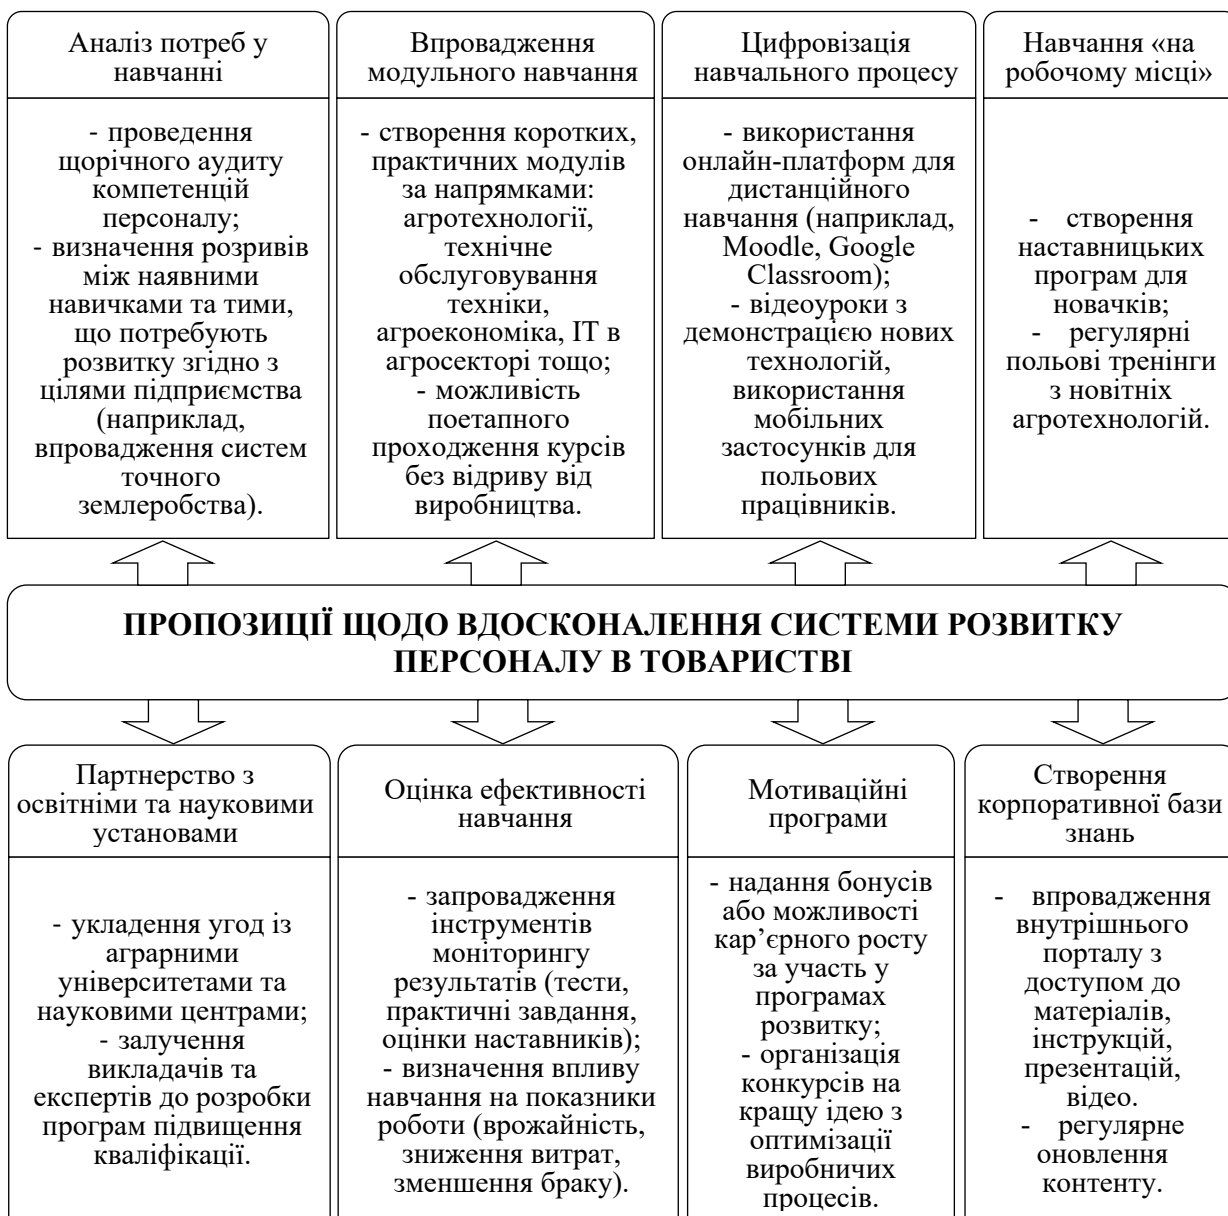 Аналіз потреб у
навчанні
- проведення
щорічного аудиту
компетенцій
персоналу;
- визначення розривів
між наявними
навичками та тими,
що потребують
розвитку згідно з
цілями підприємства
(наприклад,
впровадження систем
точного
землеробства).
Впровадження
модульного навчання
- створення коротких,
практичних модулів
за напрямками:
агротехнології,
технічне
обслуговування
техніки,
агроекономіка, ІТ в
агросекторі тощо;
- можливість
поетапного
проходження курсів
без відриву від
виробництва.
Цифровізація
навчального процесу
- використання
онлайн-платформ для
дистанційного
навчання (наприклад,
Moodle, Google
Classroom);
- відеоуроки з
демонстрацією нових
технологій,
використання
мобільних
застосунків для
польових
працівників.
Навчання «на
робочому місці»
- створення
наставницьких
програм для
новачків;
- регулярні
польові тренінги
з новітніх
агротехнологій.
ПРОПОЗИЦІЇ ЩОДО ВДОСКОНАЛЕННЯ СИСТЕМИ РОЗВИТКУ
ПЕРСОНАЛУ В ТОВАРИСТВІ
Партнерство з
освітніми та науковими
установами
- укладення угод із
аграрними
університетами та
науковими центрами;
- залучення
викладачів та
експертів до розробки
програм підвищення
кваліфікації.
Оцінка ефективності
навчання
- запровадження
інструментів
моніторингу
результатів (тести,
практичні завдання,
оцінки наставників);
- визначення впливу
навчання на показники
роботи (врожайність,
зниження витрат,
зменшення браку).
Мотиваційні
програми
- надання бонусів
або можливості
кар’єрного росту
за участь у
програмах
розвитку;
- організація
конкурсів на
кращу ідею з
оптимізації
виробничих
процесів.
Створення
корпоративної бази
знань
- впровадження
внутрішнього
порталу з
доступом до
матеріалів,
інструкцій,
презентацій,
відео.
- регулярне
оновлення
контенту.